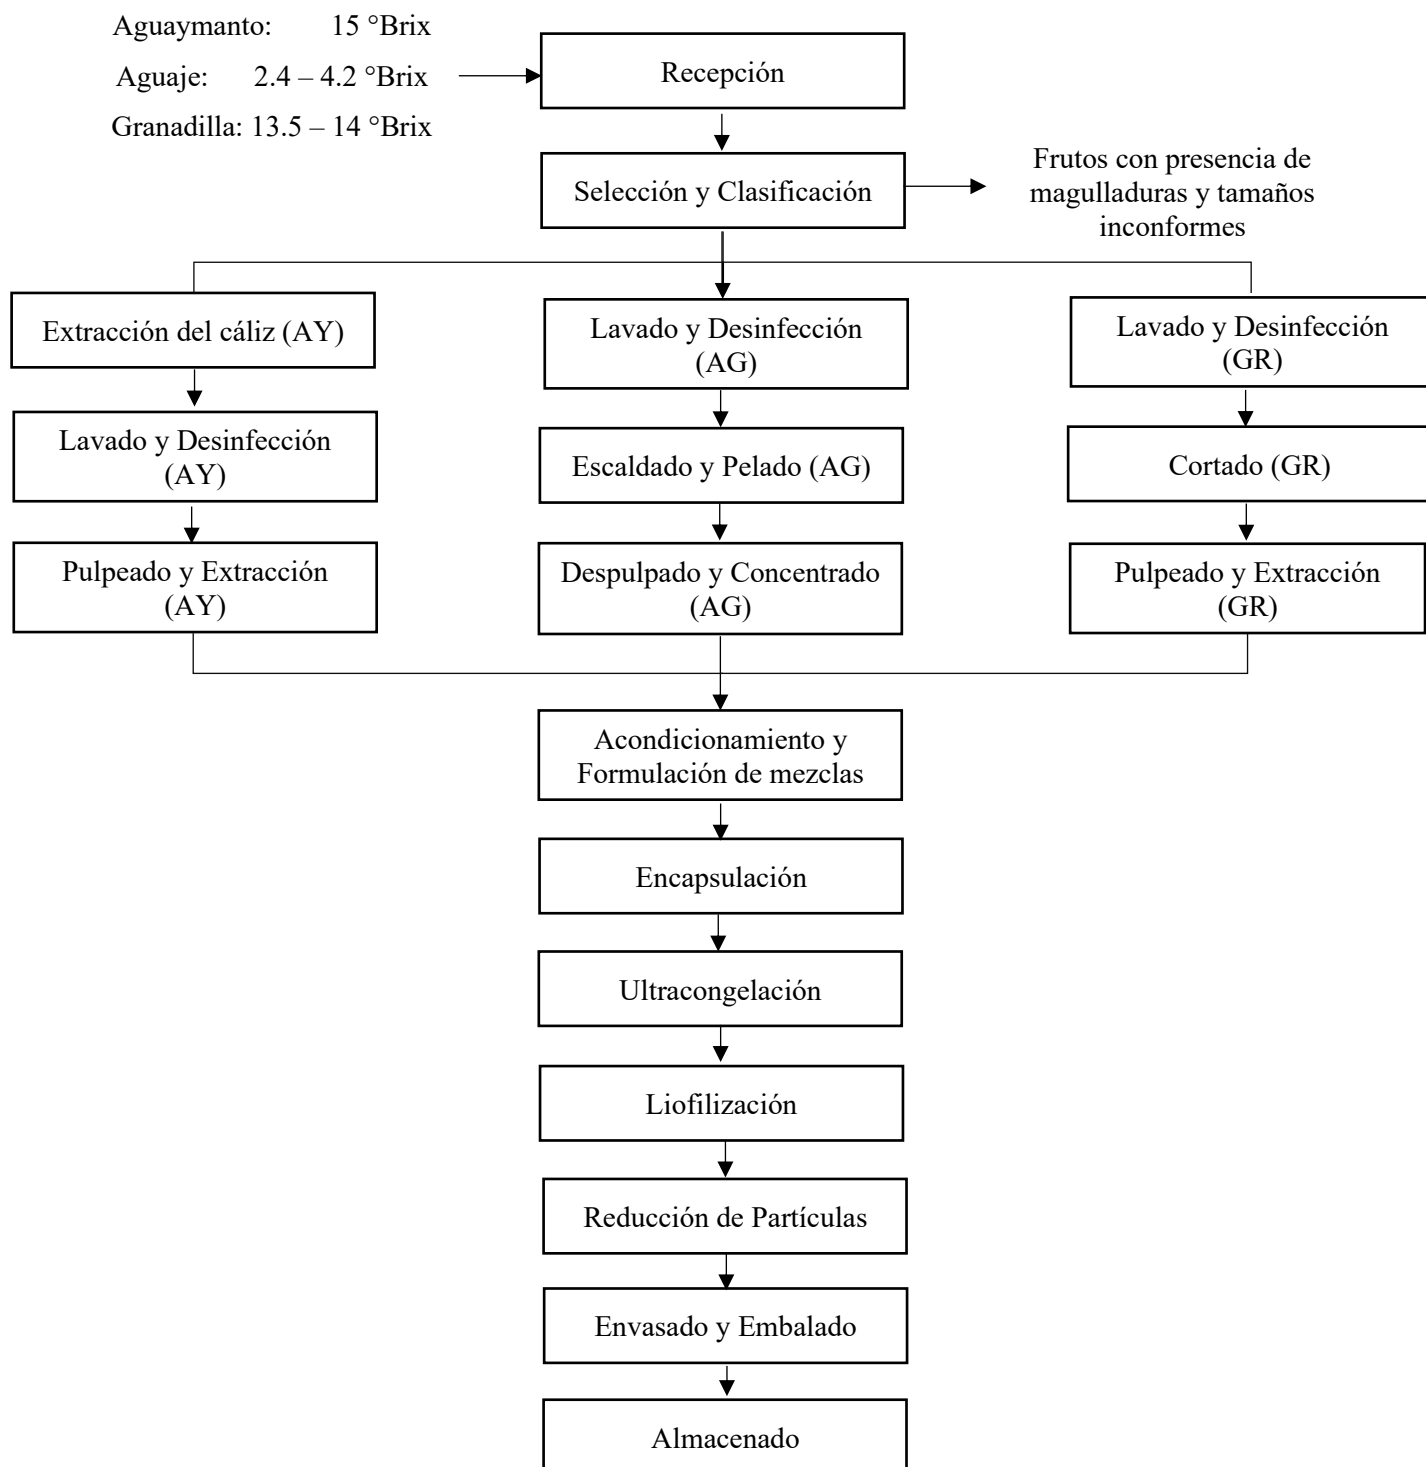 Aguaymanto: 15 °Brix
Aguaje: 2.4 – 4.2 °Brix
Granadilla: 13.5 – 14 °Brix
Recepción
Selección y Clasificación
Frutos con presencia de
magulladuras y tamaños
inconformes
Extracción del cáliz (AY)
Lavado y Desinfección
(AY)
Pulpeado y Extracción
(AY)
Lavado y Desinfección
(AG)
Escaldado y Pelado (AG)
Despulpado y Concentrado
(AG)
Lavado y Desinfección
(GR)
Cortado (GR)
Pulpeado y Extracción
(GR)
Acondicionamiento y
Formulación de mezclas
Encapsulación
Ultracongelación
Liofilización
Reducción de Partículas
Envasado y Embalado
Almacenado